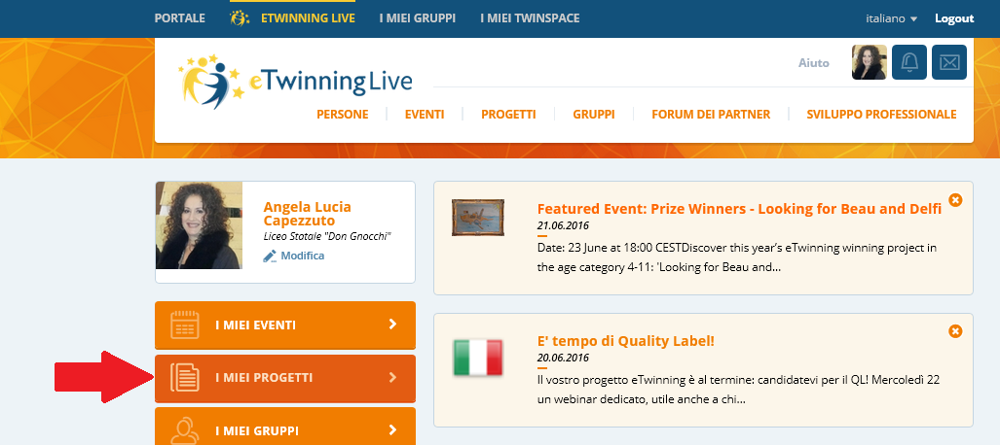 PORTALE ETWINNING LIVE I MIEI GRUPPI I MIEI TWINSPACE italiano Logout
eTwinning Live
Aiuto
PERSONE EVENTI PROGETTI GRUPPI FORUM DEI PARTNER SVILUPPO PROFESSIONALE
Angela Lucia
Capezzuto
Liceo Statale "Don Gnocchi"
Modifica
I MIEI EVENTI
I MIEI PROGETTI
I MIEI GRUPPI
Featured Event: Prize Winners - Looking for Beau and Delfi
21.06.2016
Date: 23 June at 18:00 CESTDiscover this year's eTwinning winning project in
the age category 4-11: 'Looking for Beau and...
E' tempo di Quality Label!
20.06.2016
Il vostro progetto eTwinning è al termine: candidatevi per il QL! Mercoledì 22
un webinar dedicato, utile anche a chi...